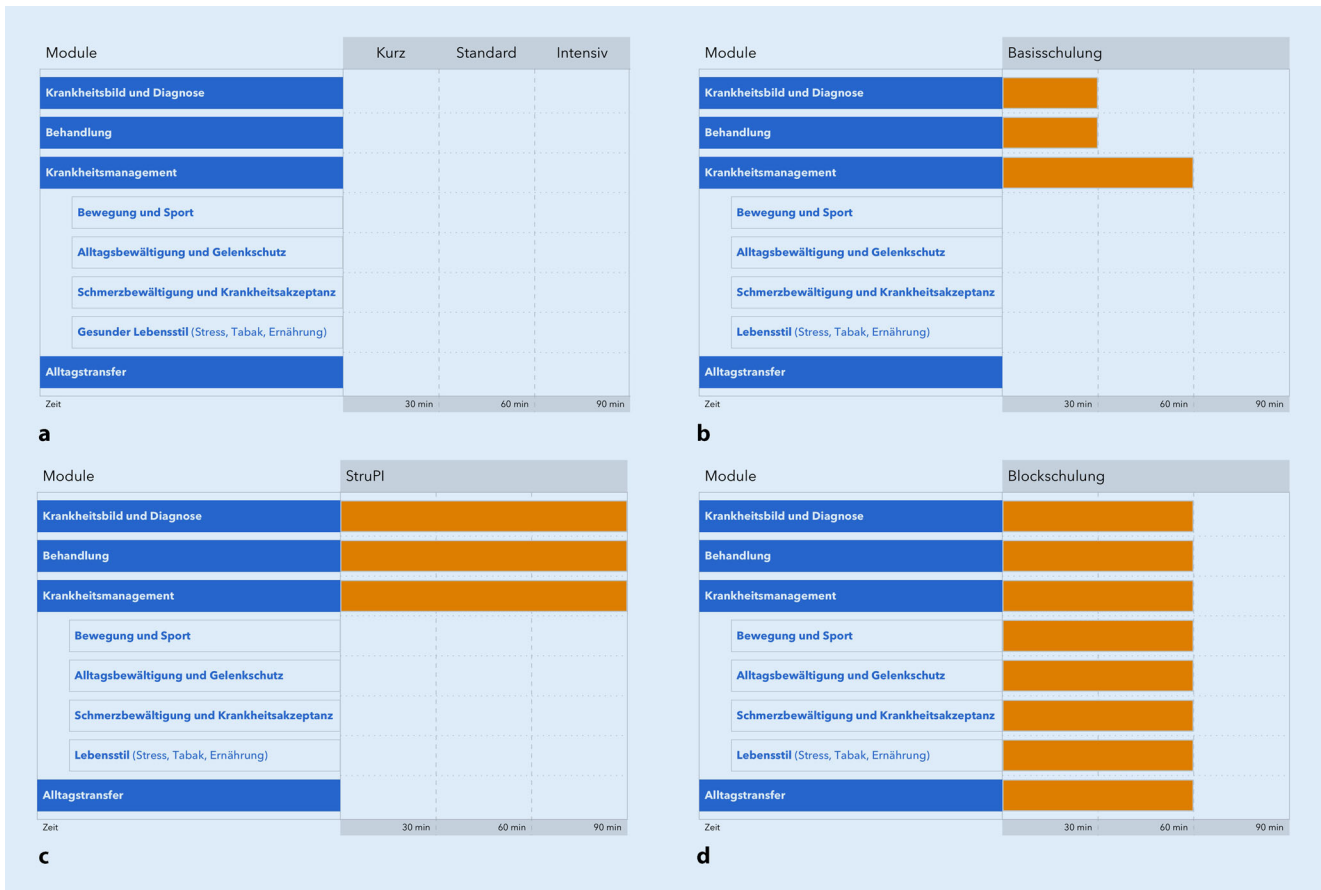 Module Kurz Standard Intensiv
Krankheitsbild und Diagnose
Behandlung
Krankheitsmanagement
Bewegung und Sport
Alltagsbewältigung und Gelenkschutz
Schmerzbewältigung und Krankheitsakzeptanz
Gesunder Lebensstil (Stress, Tabak, Ernährung)
Alltagstransfer
Zeit 30 min 60 min 90 min
a
Module Basisschulung
Krankheitsbild und Diagnose
Behandlung
Krankheitsmanagement
Bewegung und Sport
Alltagsbewältigung und Gelenkschutz
Schmerzbewältigung und Krankheitsakzeptanz
Lebensstil (Stress, Tabak, Ernährung)
Alltagstransfer
Zeit 30 min 60 min 90 min
b
Module StruPI
Krankheitsbild und Diagnose
Behandlung
Krankheitsmanagement
Bewegung und Sport
Alltagsbewältigung und Gelenkschutz
Schmerzbewältigung und Krankheitsakzeptanz
Lebensstil (Stress, Tabak, Ernährung)
Alltagstransfer
Zeit 30 min 60 min 90 min
c
Module Blockschulung
Krankheitsbild und Diagnose
Behandlung
Krankheitsmanagement
Bewegung und Sport
Alltagsbewältigung und Gelenkschutz
Schmerzbewältigung und Krankheitsakzeptanz
Lebensstil (Stress, Tabak, Ernährung)
Alltagstransfer
Zeit 30 min 60 min 90 min
d